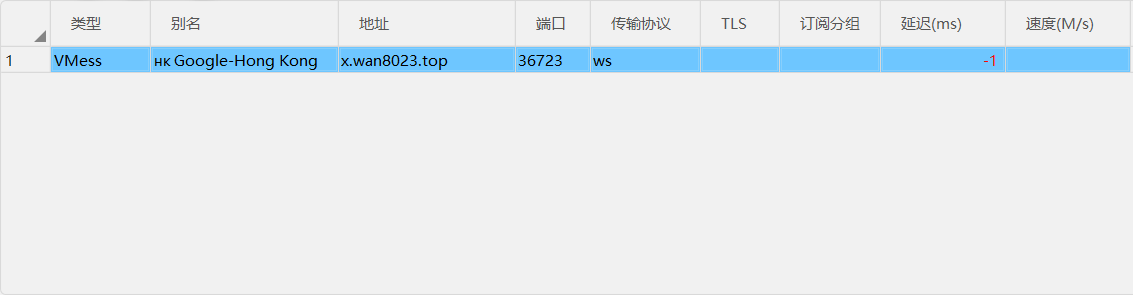 类型 别名 地址 端口 传输协议 TLS 订阅分组 延迟(ms) 速度(M/s)
1 VMess ʜᴋ Google-Hong Kong x.wan8023.top 36723 ws -1